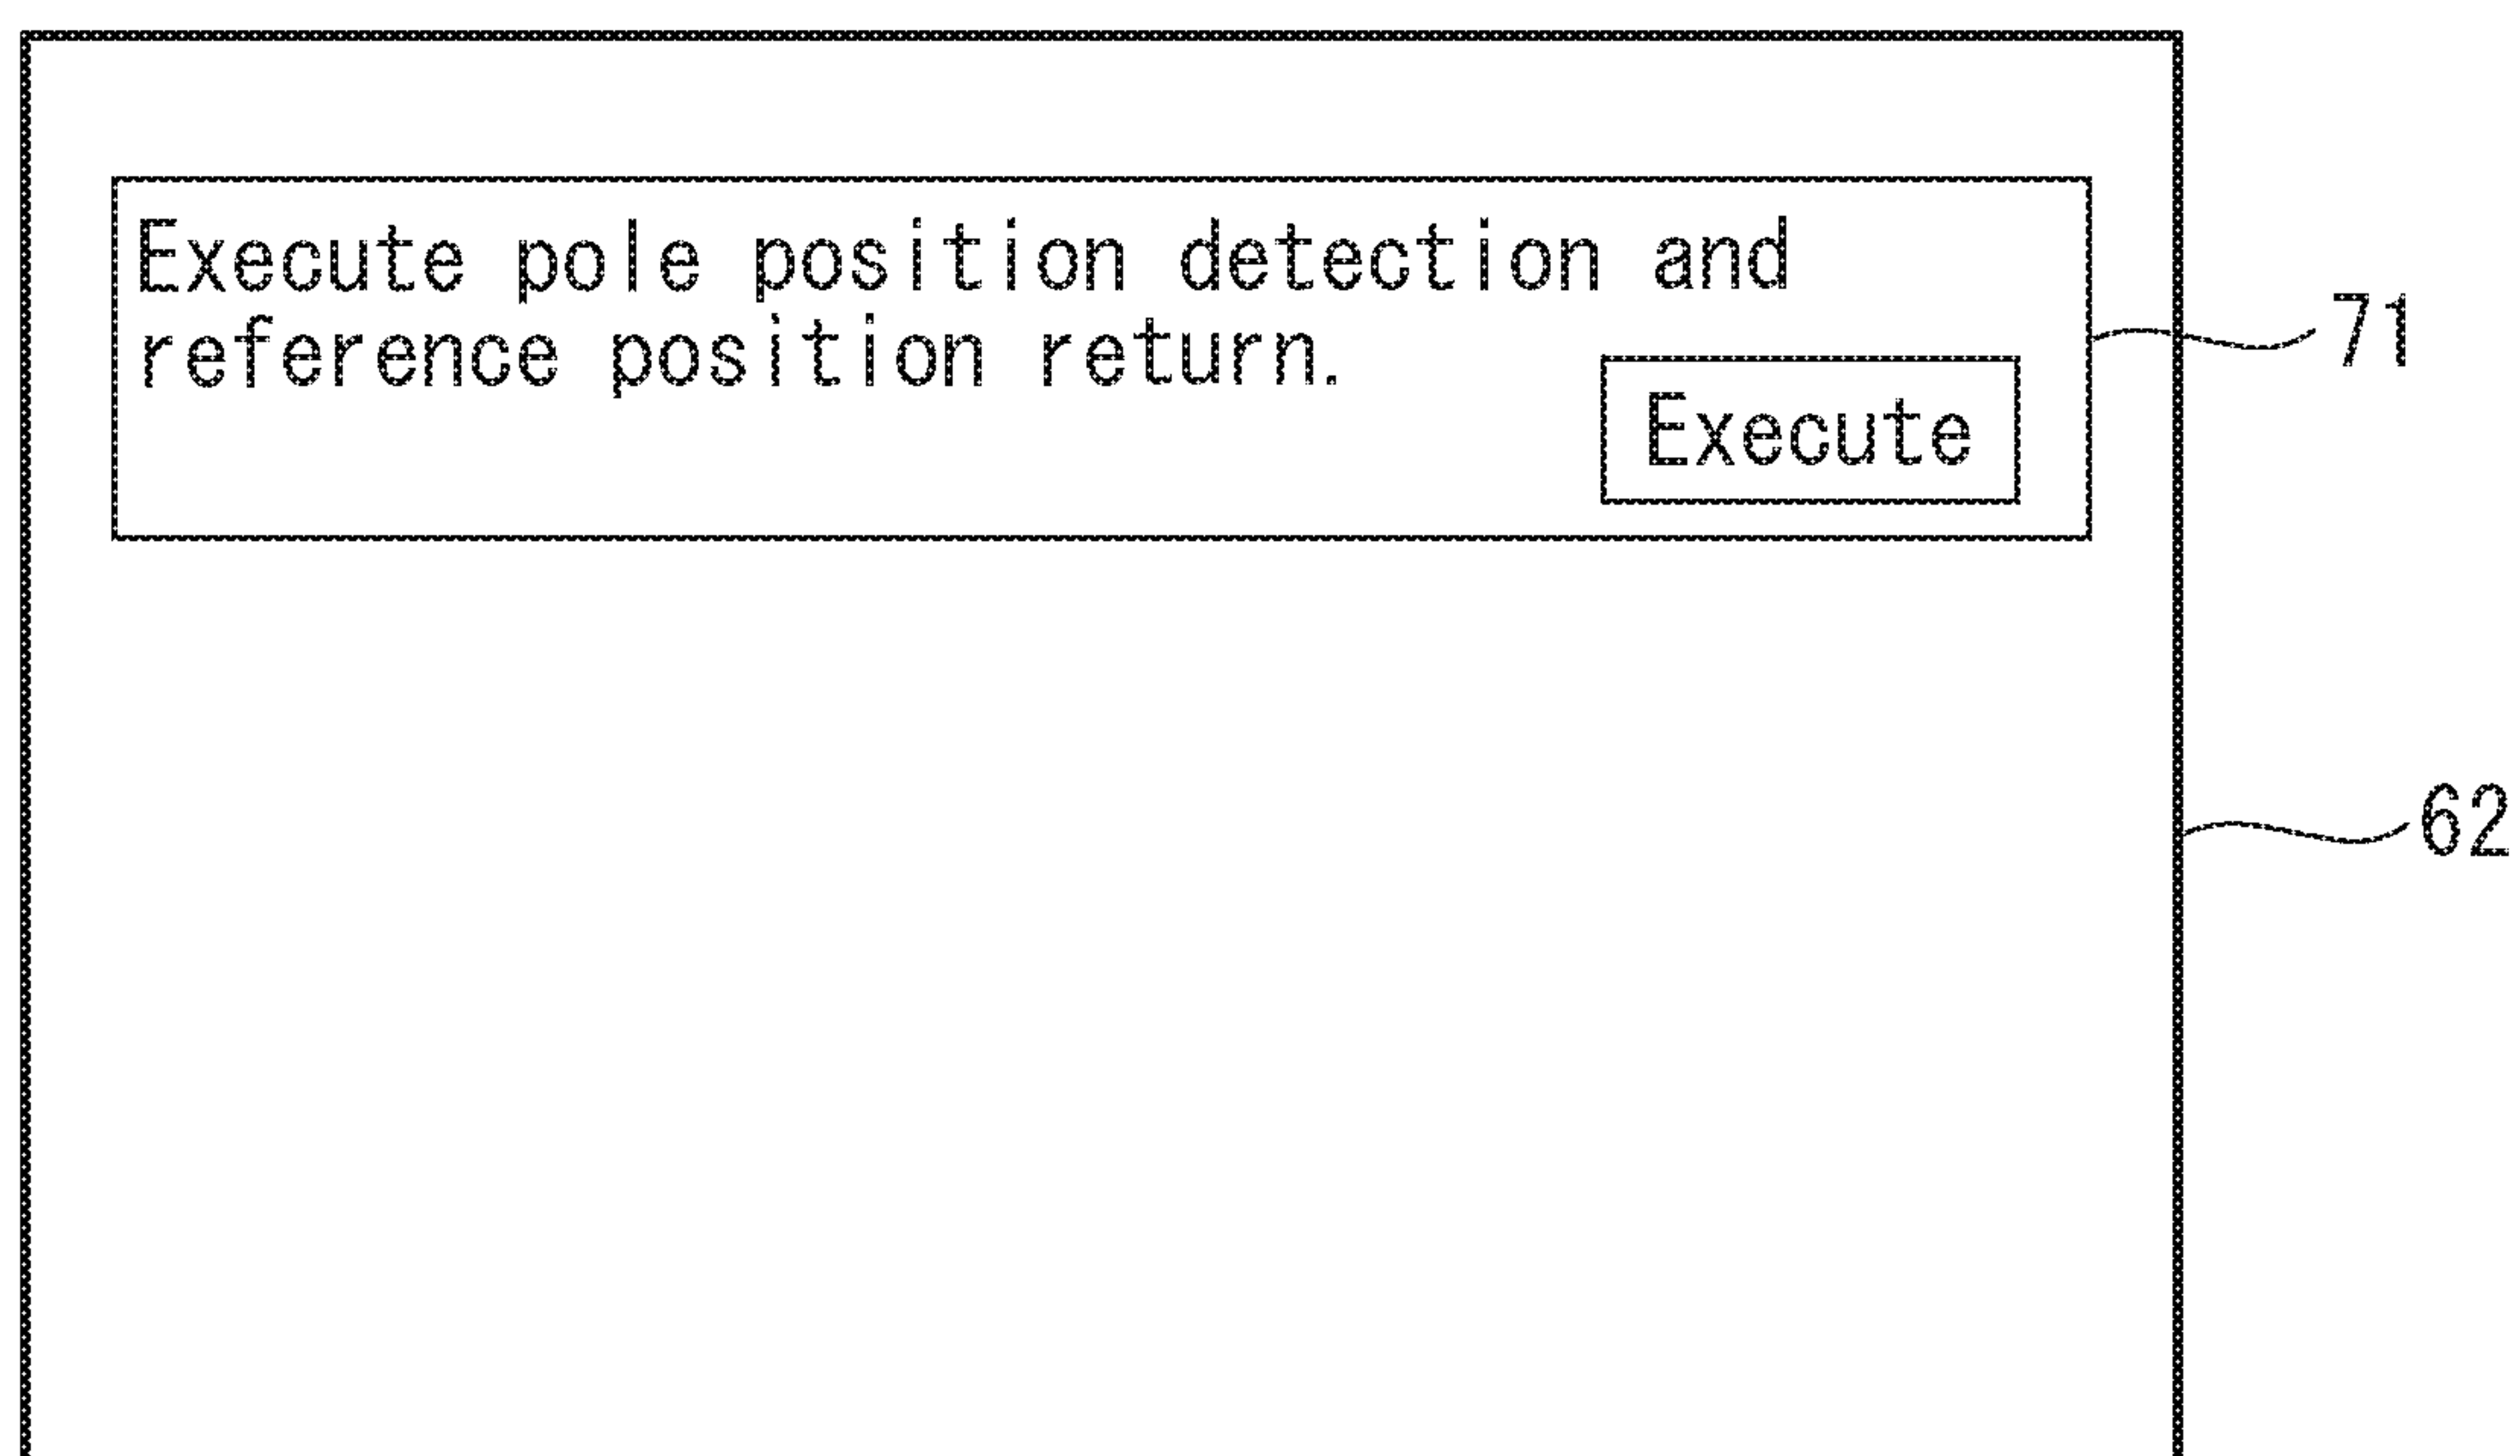 Execute pole position detection and
reference position return.
71
Execute
62